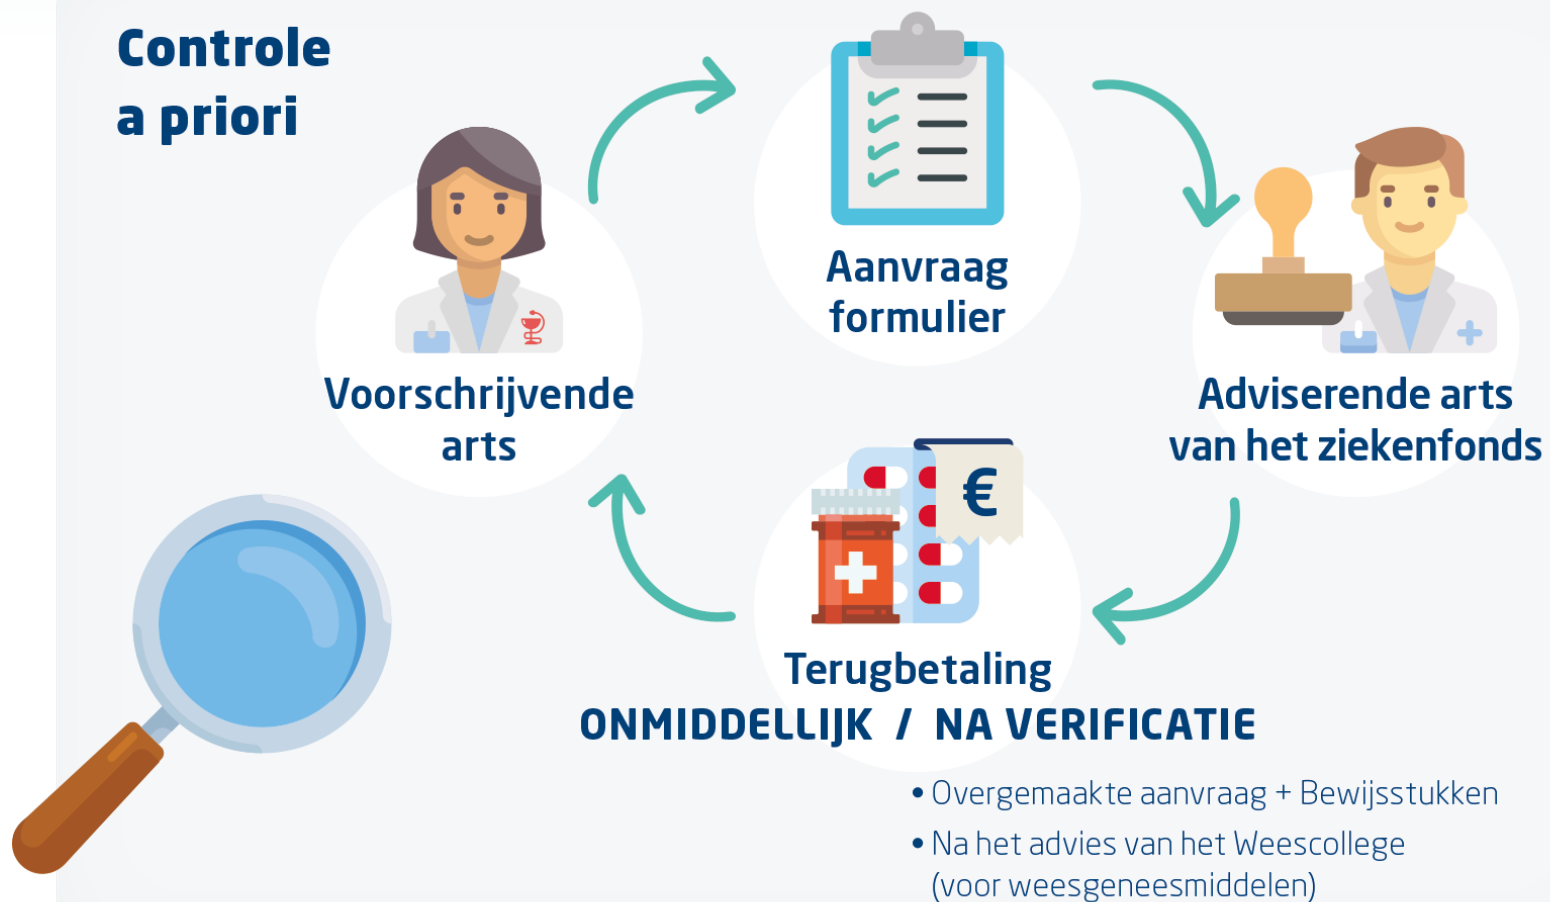 Controle
a priori
Aanvraag
formulier
Voorschrijvende
arts
Adviserende arts
van het ziekenfonds
€
Terugbetaling
ONMIDDELLIJK / NA VERIFICATIE
• Overgemaakte aanvraag + Bewijsstukken
• Na het advies van het Weescollege
(voor weesgeneesmiddelen)